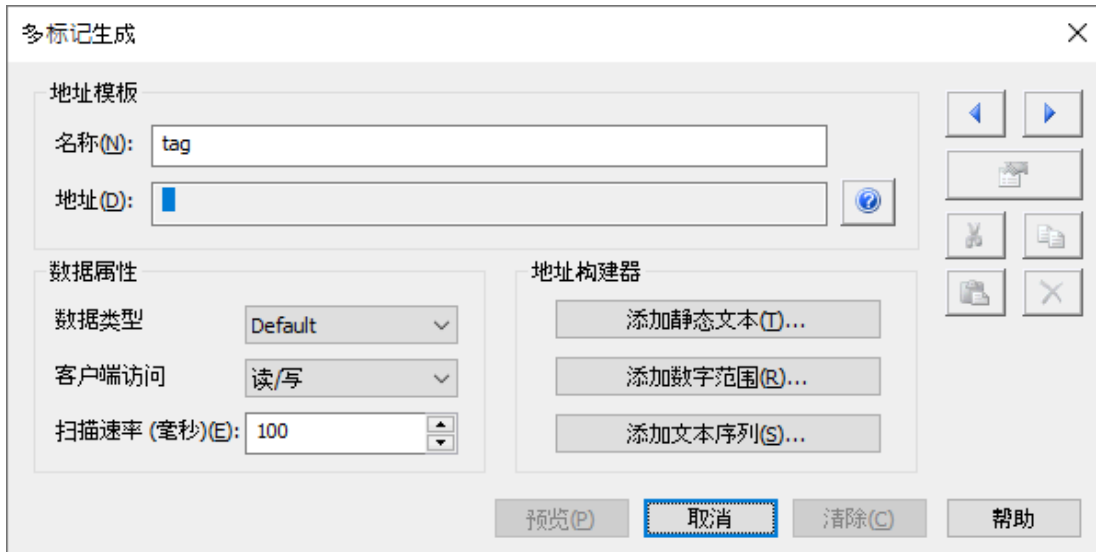 多标记生成
地址模板
名称(N): tag
地址(D):
数据属性
数据类型 Default
客户端访问 读/写
扫描速率 (毫秒)(E): 100
地址构建器
添加静态文本(T)...
添加数字范围(R)...
添加文本序列(S)...
预览(P) 取消 清除(C) 帮助